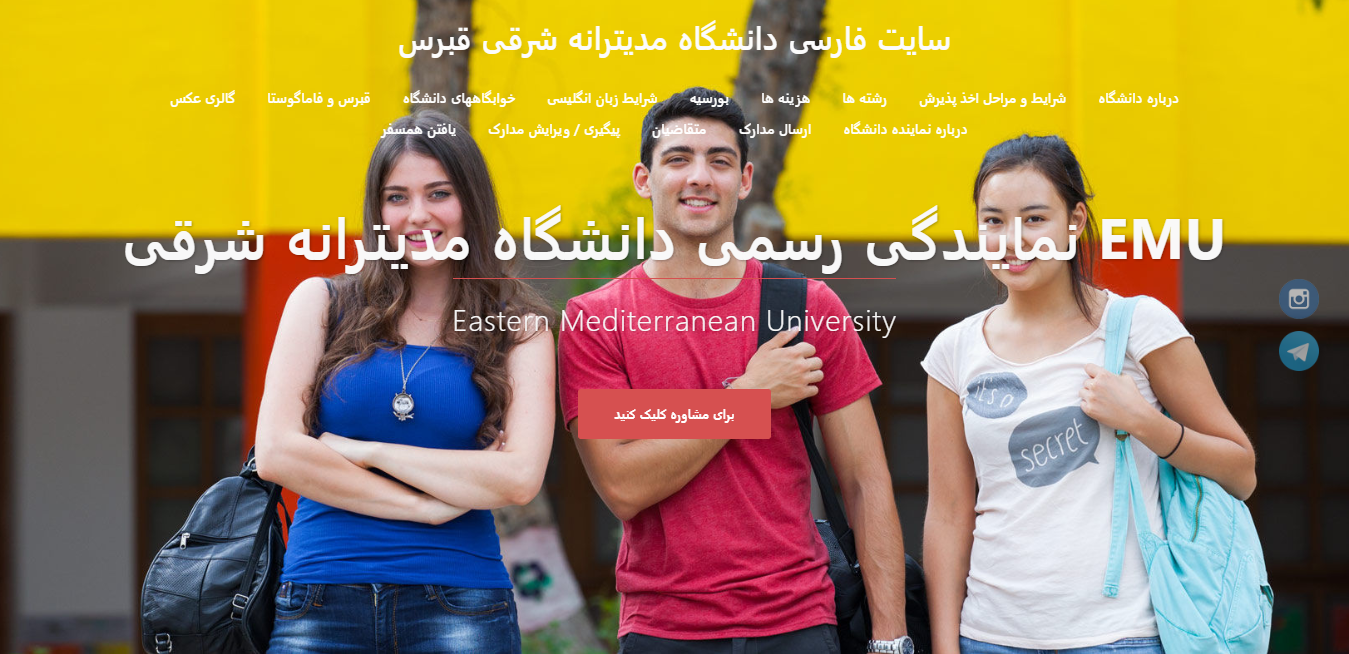 سایت فارسی دانشگاه مدیترانه شرقی قبرس
درباره دانشگاه شرایط و مراحل اخذ پذیرش رشته ها هزینه ها بورسیه شرایط زبان انگلیسی خوابگاههای دانشگاه قبرس و فاماگوستا گالری عکس
درباره نماینده دانشگاه ارسال مدارک متقاضیان پیگیری / ویرایش مدارک یافتن همسفر
EMU نمایندگی رسمی دانشگاه مدیترانه شرقی
Eastern Mediterranean University
برای مشاوره کلیک کنید
secret